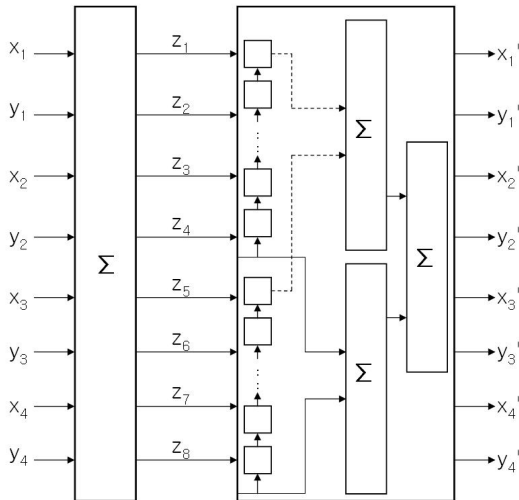 x₁ z₁ x₁'
y₁ z₂ y₁'
Σ
x₂ z₃ x₂'
y₂ z₄ y₂'
Σ Σ
x₃ z₅ x₃'
y₃ z₆ y₃'
Σ
x₄ z₇ x₄'
y₄ z₈ y₄'